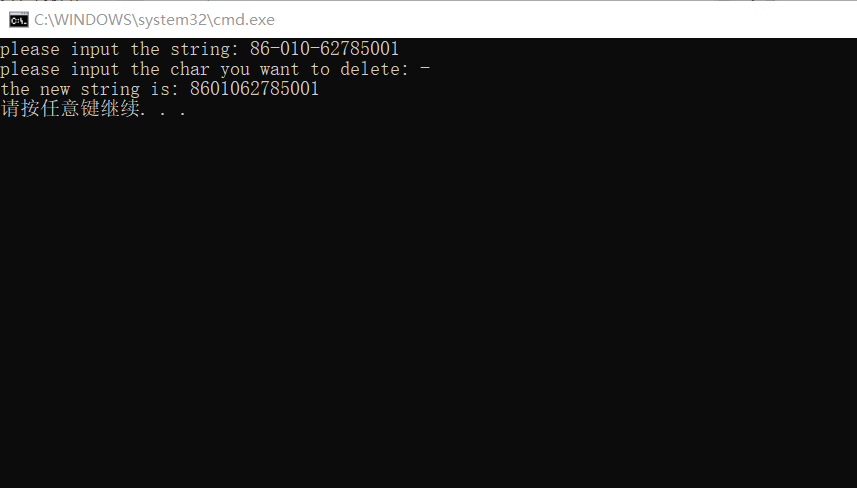 C:\WINDOWS\system32\cmd.exe
please input the string: 86-010-62785001
please input the char you want to delete: -
the new string is: 8601062785001
请按任意键继续. . .